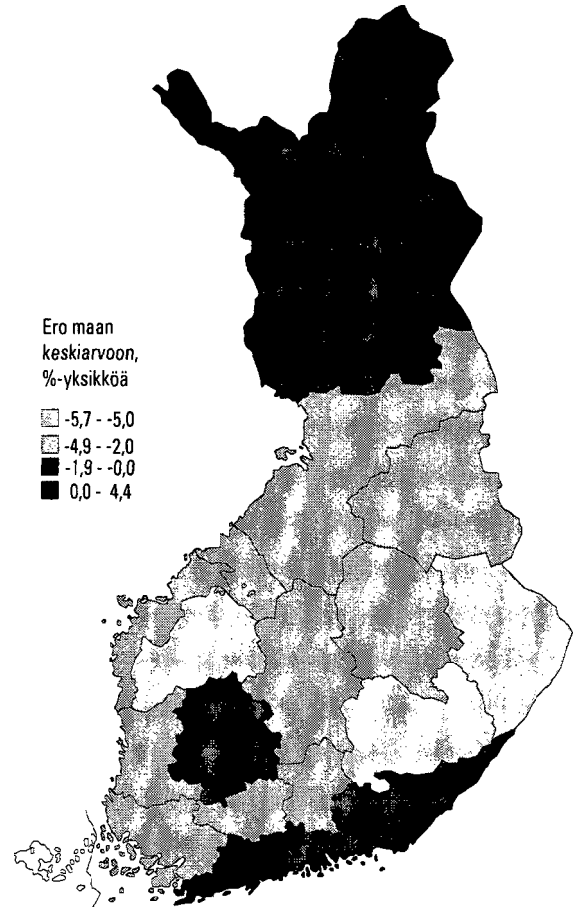 Ero maan
keskiarvoon,
%-yksikköä
-5,7 - -5,0
-4,9 - -2,0
-1,9 - -0,0
0,0 - 4,4